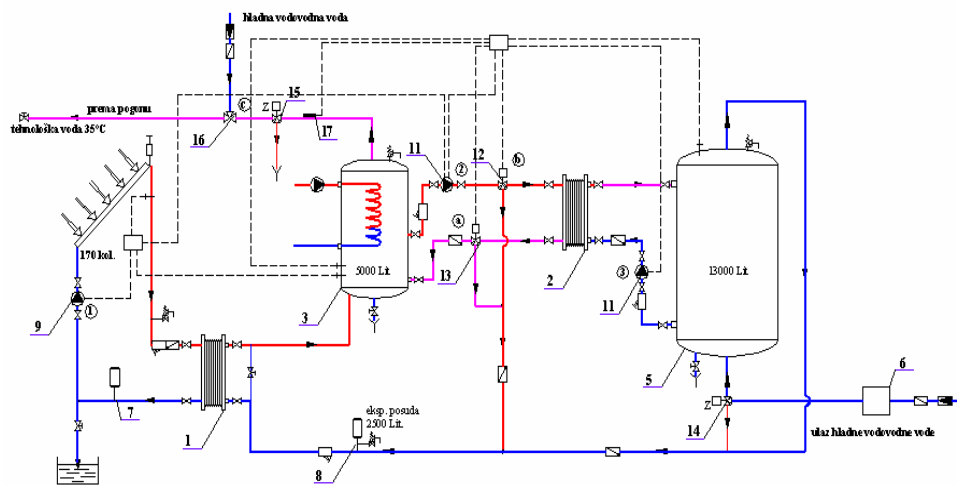 hladna vodovodna voda
C
Z
15
prema pogonu
tehnološka voda 35°C
16
17
11
2
12
b
170 kol.
a
5000 Lit.
13
2
3
11
13000 Lit.
9
1
3
5
6
7
1
eksp. posuda
2500 Lit.
8
Z
14
ulaz hladne vodovodne vode